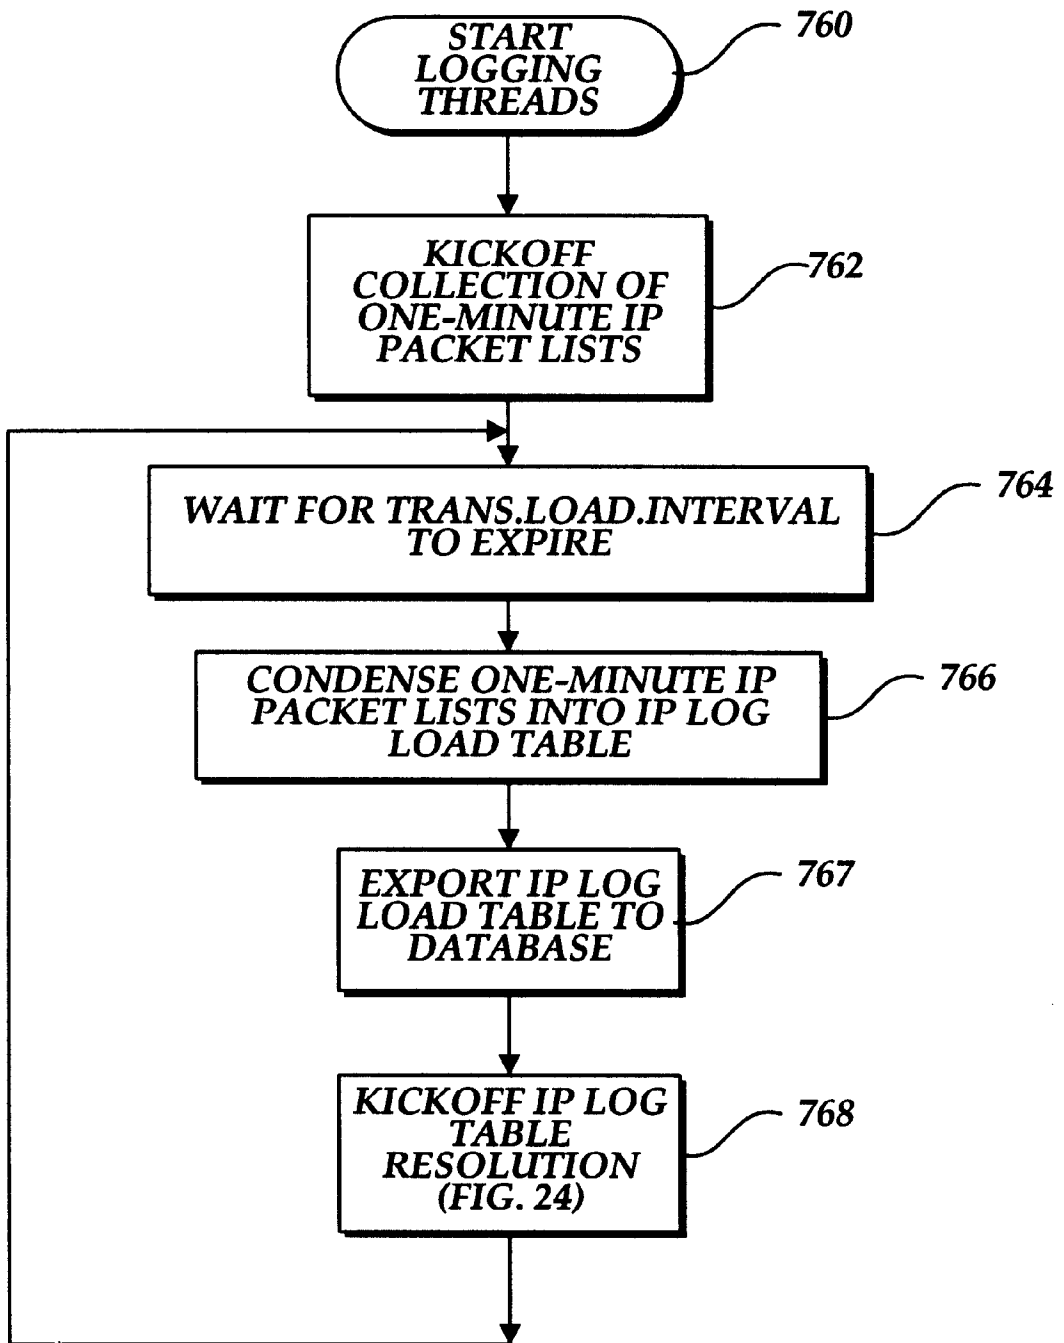 START
LOGGING
THREADS
760
KICKOFF
COLLECTION OF
ONE-MINUTE IP
PACKET LISTS
762
WAIT FOR TRANS.LOAD.INTERVAL
TO EXPIRE
764
CONDENSE ONE-MINUTE IP
PACKET LISTS INTO IP LOG
LOAD TABLE
766
EXPORT IP LOG
LOAD TABLE TO
DATABASE
767
KICKOFF IP LOG
TABLE
RESOLUTION
(FIG. 24)
768